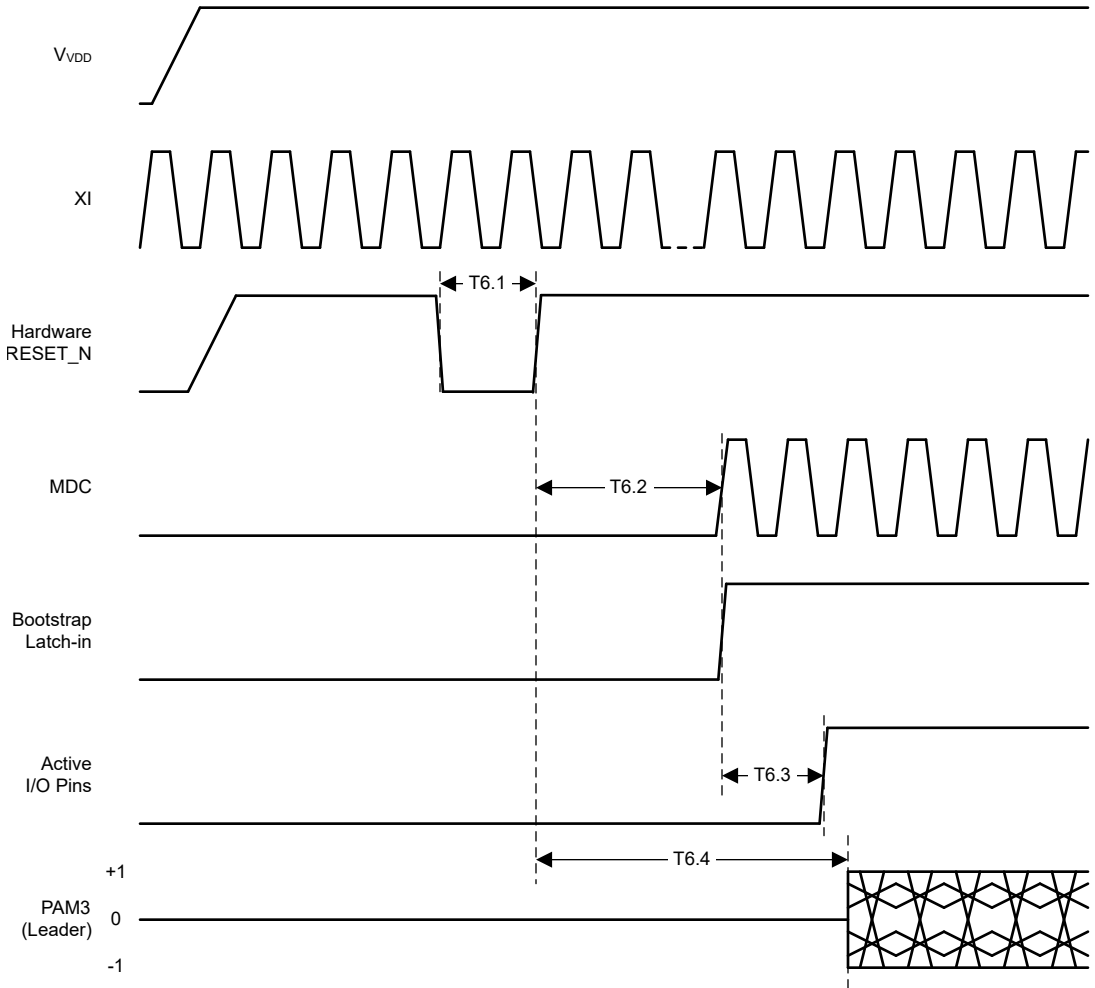 VVDD
XI
T6.1
Hardware
RESET_N
MDC
T6.2
Bootstrap
Latch-in
Active
I/O Pins
T6.3
T6.4
+1
PAM3
(Leader)
0
-1